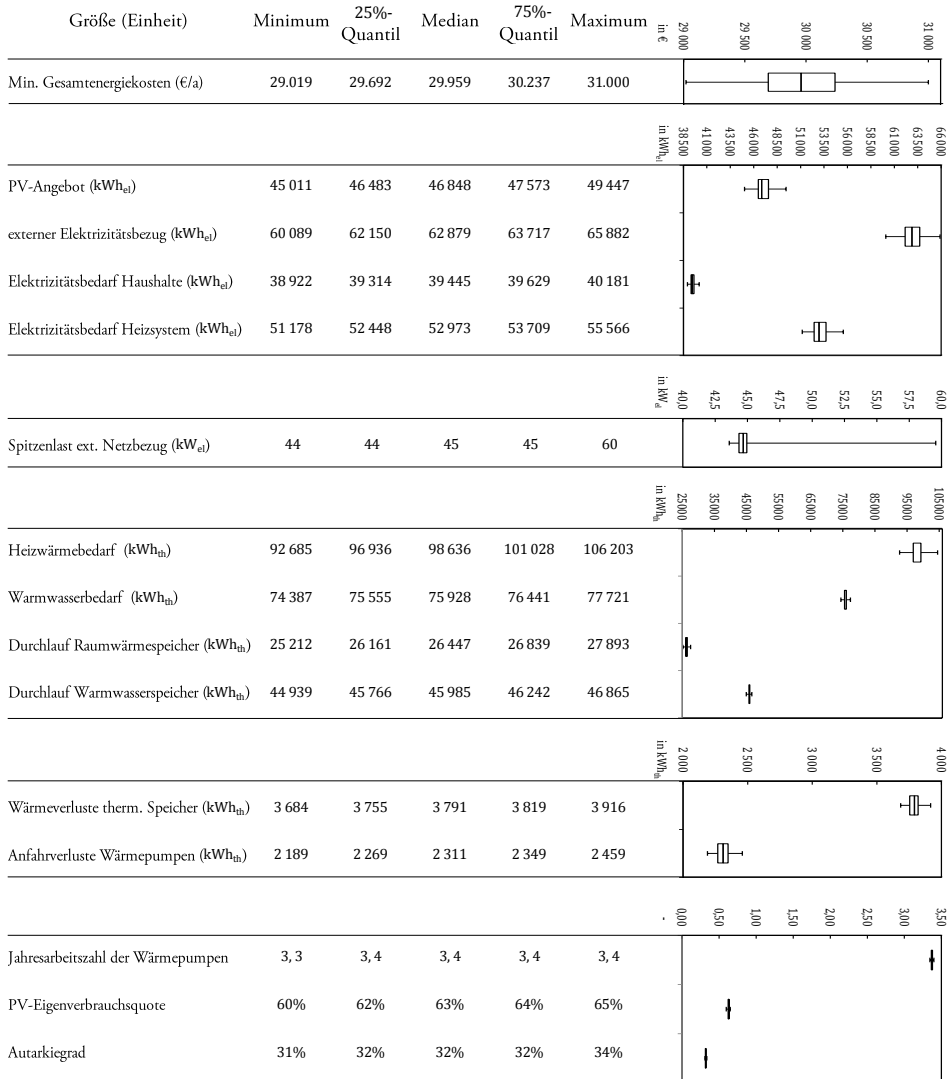 Größe (Einheit) Minimum 25%-Quantil Median 75%-Quantil Maximum in € 29 000 29 500 30 000 30 500 31 000
Min. Gesamtenergiekosten (€/a) 29.019 29.692 29.959 30.237 31.000
in kWhel 38 500 41 000 43 500 46 000 48 500 51 000 53 500 56 000 58 500 61 000 63 500 66 000
PV-Angebot (kWhel) 45 011 46 483 46 848 47 573 49 447
externer Elektrizitätsbezug (kWhel) 60 089 62 150 62 879 63 717 65 882
Elektrizitätsbedarf Haushalte (kWhel) 38 922 39 314 39 445 39 629 40 181
Elektrizitätsbedarf Heizsystem (kWhel) 51 178 52 448 52 973 53 709 55 566
in kWel 40,0 42,5 45,0 47,5 50,0 52,5 55,0 57,5 60,0
Spitzenlast ext. Netzbezug (kWel) 44 44 45 45 60
in kWhth 25000 35000 45000 55000 65000 75000 85000 95000 105000
Heizwärmebedarf (kWhth) 92 685 96 936 98 636 101 028 106 203
Warmwasserbedarf (kWhth) 74 387 75 555 75 928 76 441 77 721
Durchlauf Raumwärmespeicher (kWhth) 25 212 26 161 26 447 26 839 27 893
Durchlauf Warmwasserspeicher (kWhth) 44 939 45 766 45 985 46 242 46 865
in kWhth 2 000 2 500 3 000 3 500 4 000
Wärmeverluste therm. Speicher (kWhth) 3 684 3 755 3 791 3 819 3 916
Anfahrverluste Wärmepumpen (kWhth) 2 189 2 269 2 311 2 349 2 459
- 0,00 0,50 1,00 1,50 2,00 2,50 3,00 3,50
Jahresarbeitszahl der Wärmepumpen 3, 3 3, 4 3, 4 3, 4 3, 4
PV-Eigenverbrauchsquote 60% 62% 63% 64% 65%
Autarkiegrad 31% 32% 32% 32% 34%